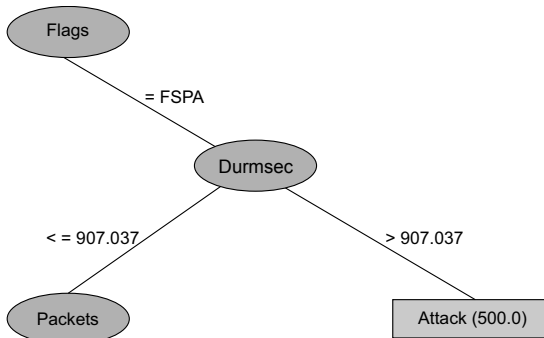 Flags
= FSPA
Durmsec
< = 907.037
> 907.037
Packets
Attack (500.0)